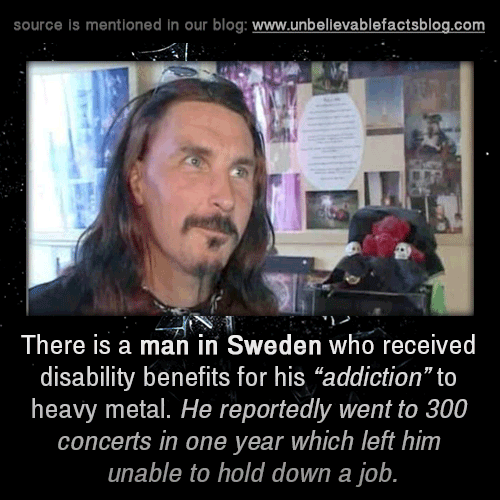 source is mentioned in our blog: www.unbelievablefactsblog.com
There is a man in Sweden who received
disability benefits for his “addiction” to
heavy metal. He reportedly went to 300
concerts in one year which left him
unable to hold down a job.